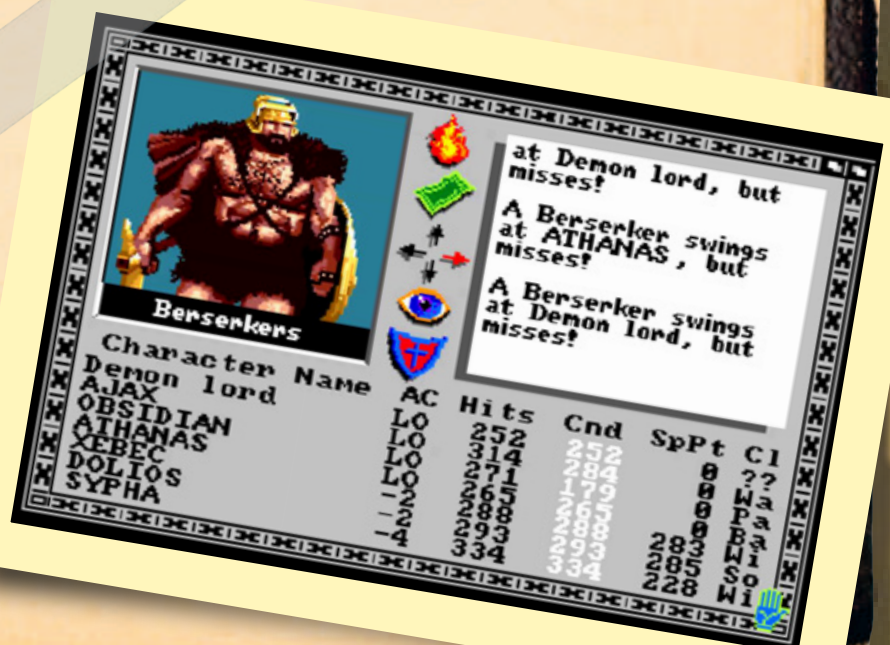 Berserkers
at Demon lord, but
misses!
A Berserker swings
at ATHANAS, but
misses!
A Berserker swings
at Demon lord, but
misses!
Character Name AC Hits Cnd SpPt Cl
Demon lord LO 252 252 0 ??
AJAX LO 314 284 0 Wa
OBSIDIAN LO 271 179 0 Pa
ATHANAS LO 265 265 0 Ba
XEBEC -2 288 288 283 Wi
DOLIOS -2 293 293 285 So
SYPHA -4 334 334 228 Wi